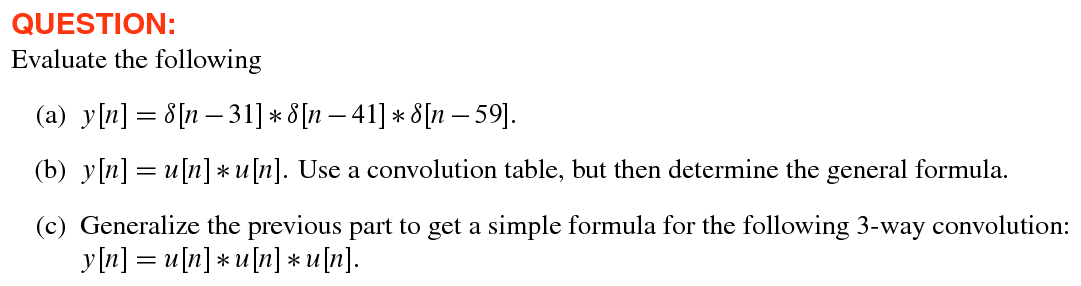 QUESTION:
Evaluate the following
(a) y[n] = δ[n − 31] ∗ δ[n − 41] ∗ δ[n − 59].
(b) y[n] = u[n] ∗ u[n]. Use a convolution table, but then determine the general formula.
(c) Generalize the previous part to get a simple formula for the following 3-way convolution:
y[n] = u[n] ∗ u[n] ∗ u[n].